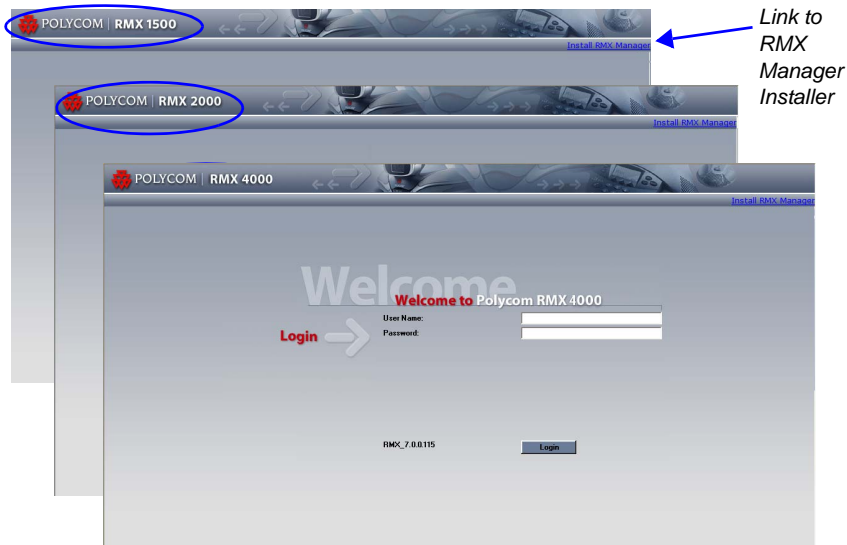 POLYCOM | RMX 1500
Install RMX Manager
Link to
RMX
Manager
Installer
POLYCOM | RMX 2000
Install RMX Manager
POLYCOM | RMX 4000
Install RMX Manager
Welcome
Welcome to Polycom RMX 4000
User Name:
Login
Password:
RMX_7.0.0.115
Login